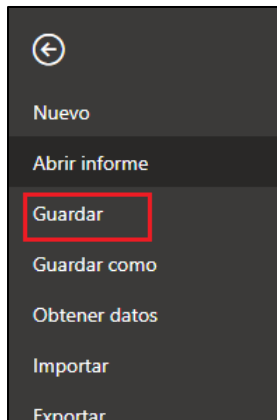 Nuevo
Abrir informe
Guardar
Guardar como
Obtener datos
Importar
Exportar